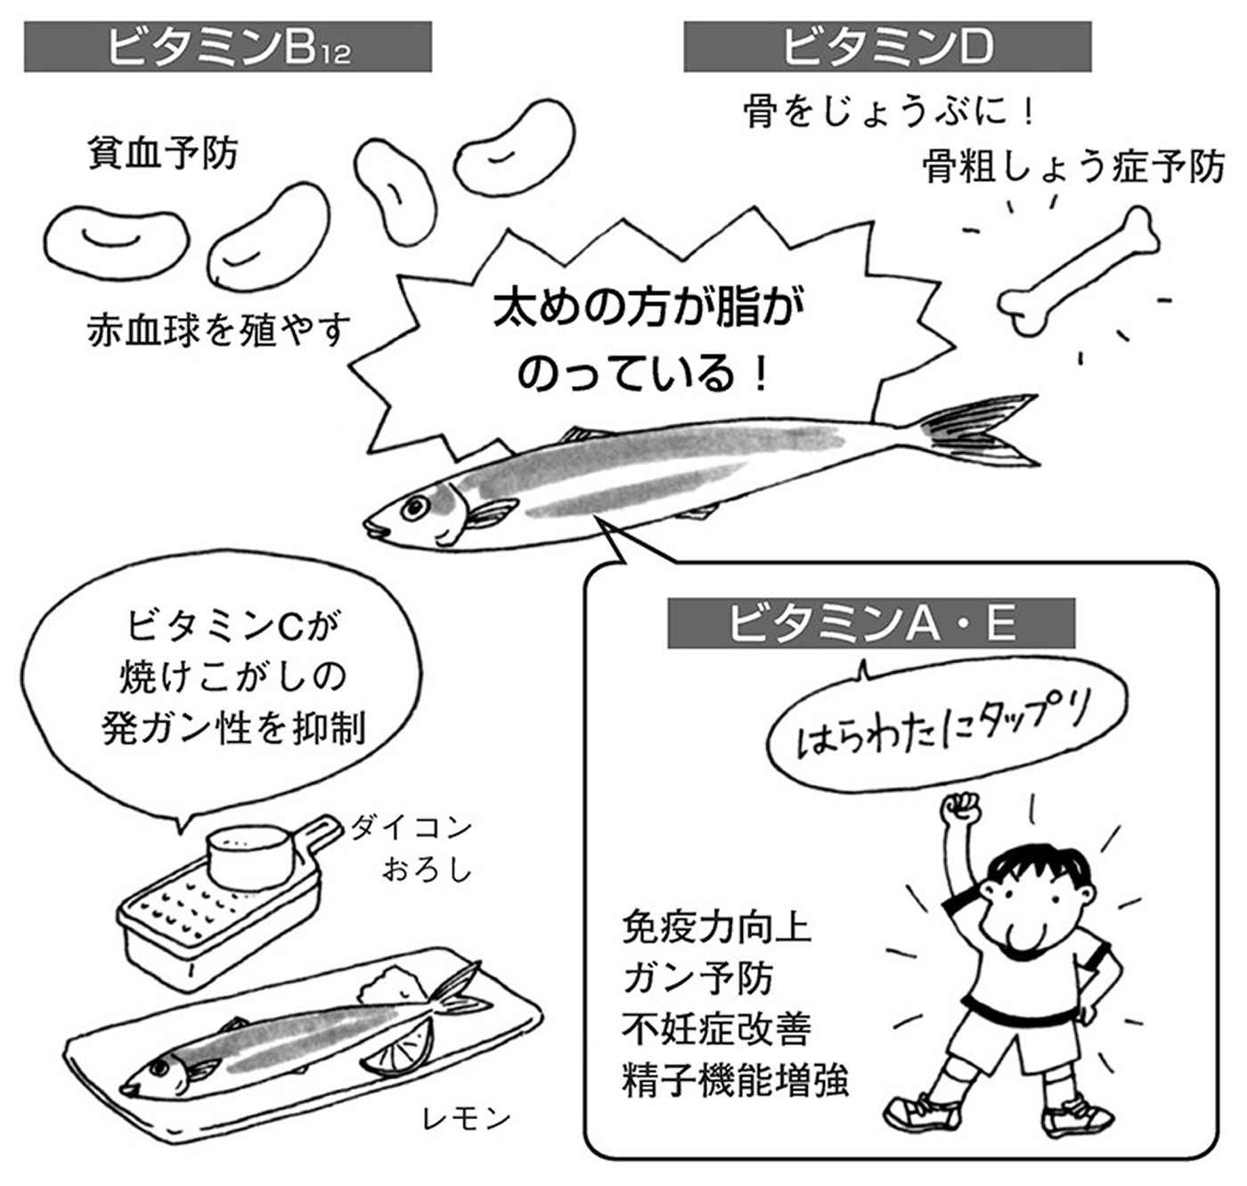 ビタミンB12
貧血予防
赤血球を殖やす
ビタミンD
骨をじょうぶに！
骨粗しょう症予防
太めの方が脂が
のっている！
ビタミンCが
焼けこがしの
発ガン性を抑制
ダイコン
おろし
レモン
ビタミンA・E
はらわたにタップリ
免疫力向上
ガン予防
不妊症改善
精子機能増強